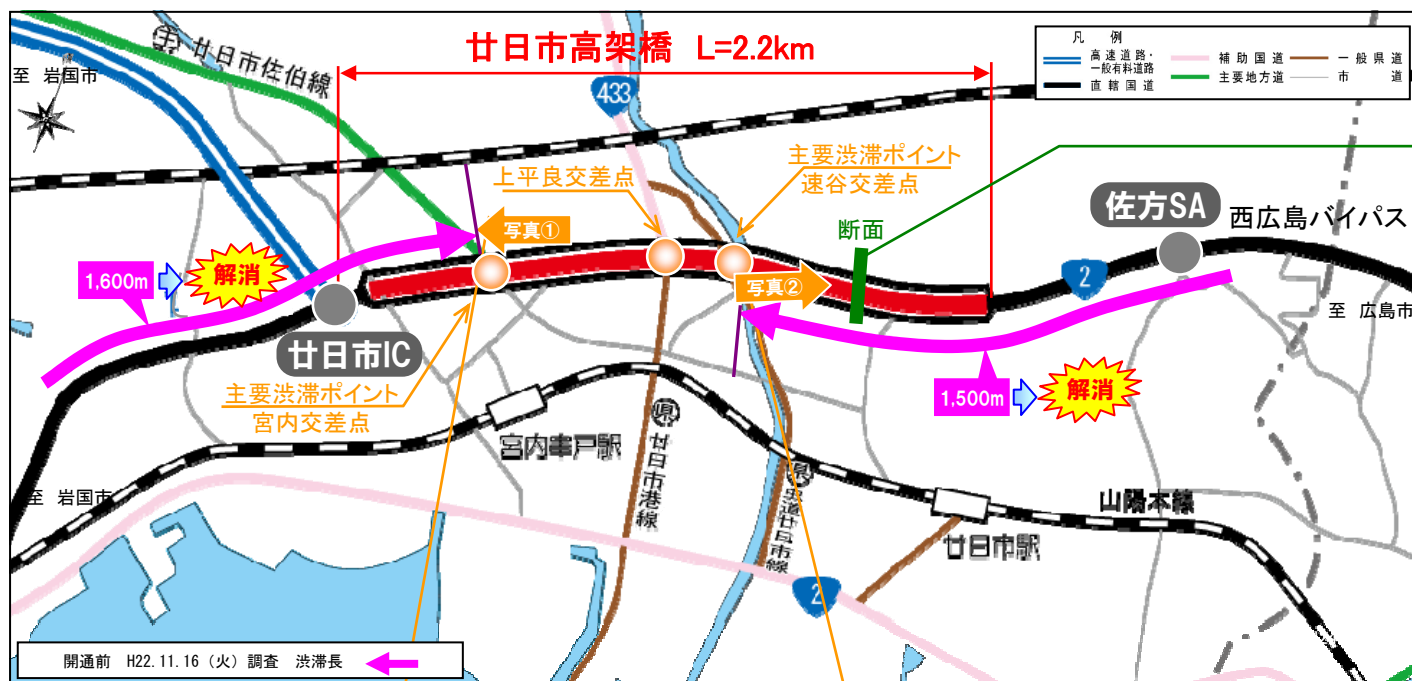 廿日市高架橋 L=2.2km
凡 例
高速道路・
一般有料道路
直轄国道
補助国道
主要地方道
一般県道
市 道
至 岩国市
主
廿日市佐伯線
433
主要渋滞ポイント
速谷交差点
上平良交差点
写真①
断面
佐方SA
西広島バイパス
1,600m
解消
写真②
2
至 広島市
廿日市IC
1,500m
解消
主要渋滞ポイント
宮内交差点
宮内串戸駅
県
廿日市港線
県
至 岩国市
山陽本線
廿日市駅
2
開通前 H22.11.16（火）調査 渋滞長